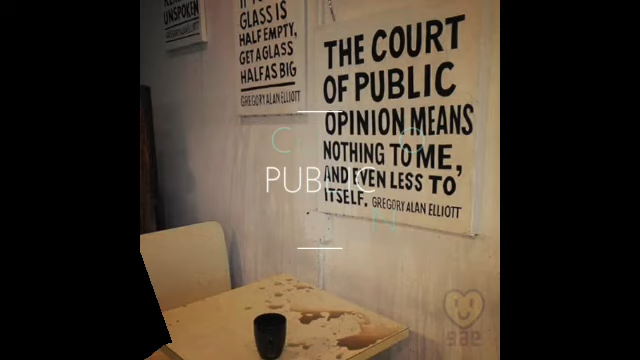 UNSPOKEN
GLASS IS
HALF EMPTY,
GET A GLASS
HALF AS BIG
GREGORY ALAN ELLIOTT
THE COURT
OF PUBLIC
OPINION MEANS
NOTHING TO ME,
AND EVEN LESS TO
ITSELF. GREGORY ALAN ELLIOTT
PUBLIC
gae